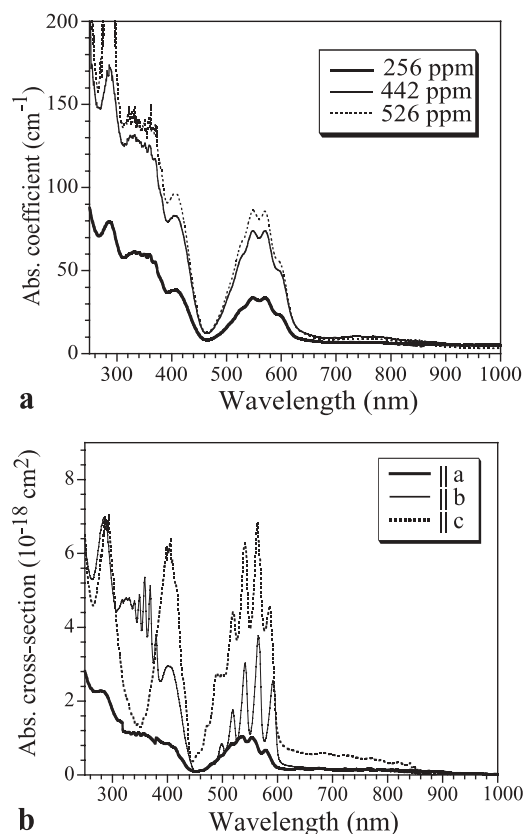 200
150
100
50
0
Abs. coefficient (cm-1)
256 ppm
442 ppm
526 ppm
300 400 500 600 700 800 900 1000
Wavelength (nm)
a
8
6
4
2
0
Abs. cross-section (10-18 cm2)
|| a
|| b
|| c
300 400 500 600 700 800 900 1000
Wavelength (nm)
b